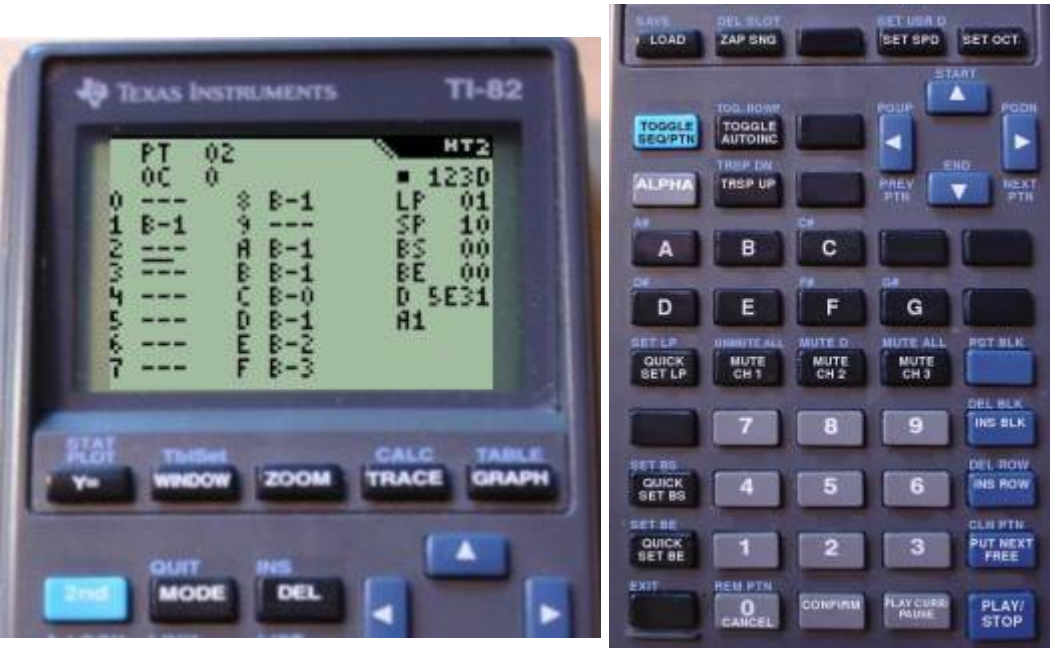 TEXAS INSTRUMENTS TI-82
PT 02 HT2
OC 0 123D
0 --- 8 B-1 LP 01
1 B-1 9 --- SP 10
2 --- A B-1 BS 00
3 --- B B-1 BE 00
4 --- C B-0 D 5E31
5 --- D B-1 A1
6 --- E B-2
7 --- F B-3
STAT PLOT TblSet CALC TABLE
Y= WINDOW ZOOM TRACE GRAPH
QUIT INS
2nd MODE DEL
SAVE DEL SLOT SET USR D
LOAD ZAP SNG SET SPD SET OCT
START
TOG. ROWP. PGUP PGDN
TOGGLE SEQ/PTN TOGGLE AUTOINC
TRSP DN END
ALPHA TRSP UP PREV PTN NEXT PTN
A# C#
A B C
D# F# G#
D E F G
SET LP UNMUTE ALL MUTE D MUTE ALL PST BLK
QUICK SET LP MUTE CH 1 MUTE CH 2 MUTE CH 3
DEL BLK
7 8 9 INS BLK
SET BS DEL ROW
QUICK SET BS 4 5 6 INS ROW
SET BE CLN PTN
QUICK SET BE 1 2 3 PUT NEXT FREE
EXIT REM PTN
0 CANCEL CONFIRM PLAY CURR/ PAUSE PLAY/ STOP